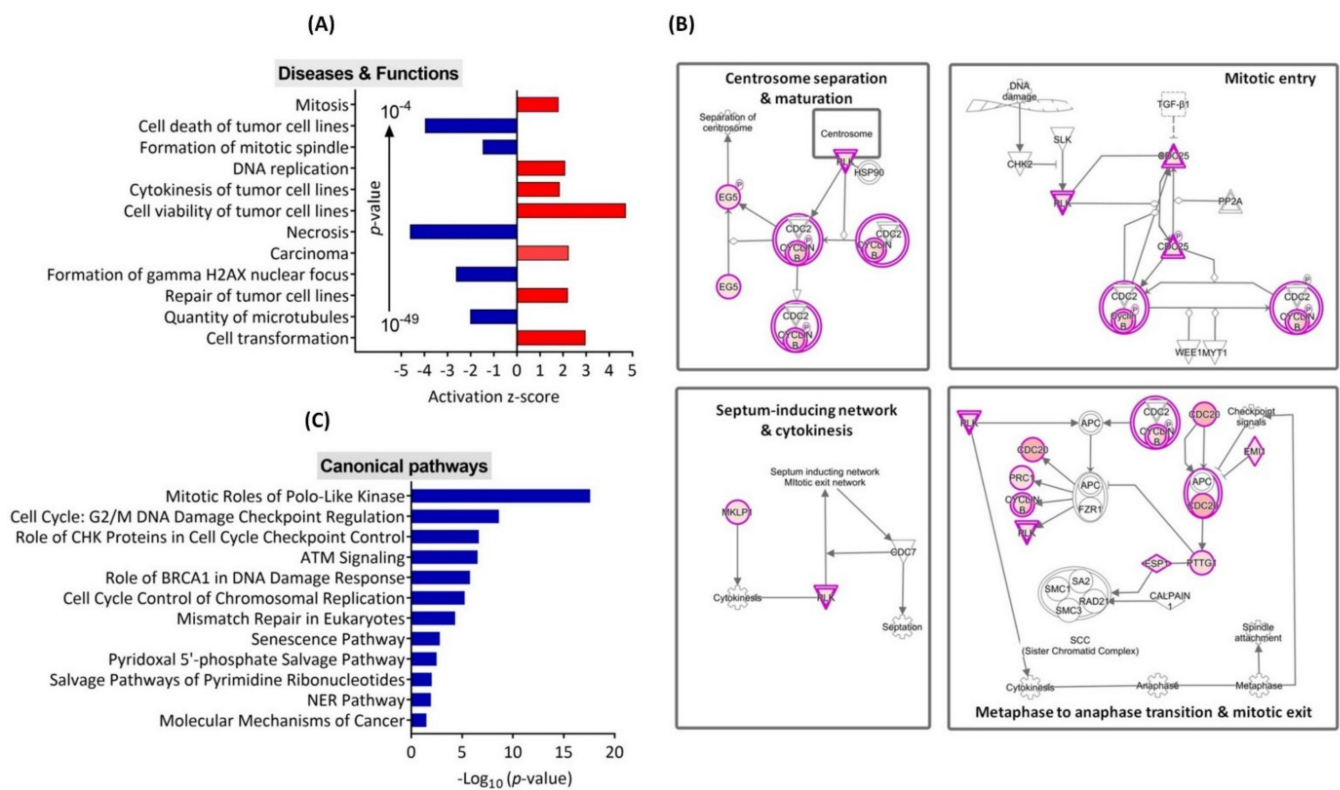 (A)
Diseases & Functions
Mitosis
Cell death of tumor cell lines
Formation of mitotic spindle
DNA replication
Cytokinesis of tumor cell lines
Cell viability of tumor cell lines
Necrosis
Carcinoma
Formation of gamma H2AX nuclear focus
Repair of tumor cell lines
Quantity of microtubules
Cell transformation
10-4
p-value
10-49
-5 -4 -3 -2 -1 0 1 2 3 4 5
Activation z-score
(C)
Canonical pathways
Mitotic Roles of Polo-Like Kinase
Cell Cycle: G2/M DNA Damage Checkpoint Regulation
Role of CHK Proteins in Cell Cycle Checkpoint Control
ATM Signaling
Role of BRCA1 in DNA Damage Response
Cell Cycle Control of Chromosomal Replication
Mismatch Repair in Eukaryotes
Senescence Pathway
Pyridoxal 5'-phosphate Salvage Pathway
Salvage Pathways of Pyrimidine Ribonucleotides
NER Pathway
Molecular Mechanisms of Cancer
0 5 10 15 20
-Log10 (p-value)
(B)
Centrosome separation
& maturation
Separation of
centrosome
Centrosome
PLK
HSP90
P
EG5
CDC2
P
CYCLIN
B
CDC2
CYCLIN
B
EG5
CDC2
P
CYCLIN
B
Mitotic entry
DNA
damage
TGF-β1
SLK
CHK2
CDC25
PLK
PP2A
P
CDC25
CDC2
P
Cyclin
B
P
CDC2
P
CYCLIN
B
WEE1
MYT1
Septum-inducing network
& cytokinesis
Septum inducing network
MItotic exit network
MKLP1
CDC7
Cytokinesis
PLK
Septation
PLK
APC
CDC2
CYCLIN
B
CDC20
Checkpoint
signals
CDC20
EMI1
PRC1
APC
APC
CYCLIN
B
FZR1
CDC20
PLK
ESP1
PTTG1
SMC1
SA2
RAD21
SMC3
CALPAIN
1
SCC
(Sister Chromatid Complex)
Spindle
attachment
Cytokinesis
Anaphase
Metaphase
Metaphase to anaphase transition & mitotic exit